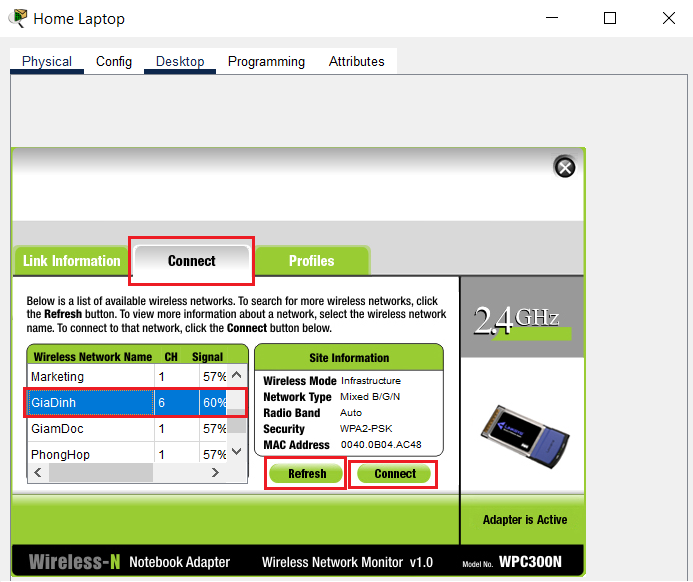 Home Laptop
Physical Config Desktop Programming Attributes
Link Information Connect Profiles
Below is a list of available wireless networks. To search for more wireless networks, click
the Refresh button. To view more information about a network, select the wireless network
name. To connect to that network, click the Connect button below.
2.4GHz
Wireless Network Name CH Signal
Marketing 1 57%
GiaDinh 6 60%
GiamDoc 1 57%
PhongHop 1 57%
Site Information
Wireless Mode Infrastructure
Network Type Mixed B/G/N
Radio Band Auto
Security WPA2-PSK
MAC Address 0040.0B04.AC48
Refresh Connect
Adapter is Active
Wireless-N Notebook Adapter Wireless Network Monitor v1.0 Model No. WPC300N